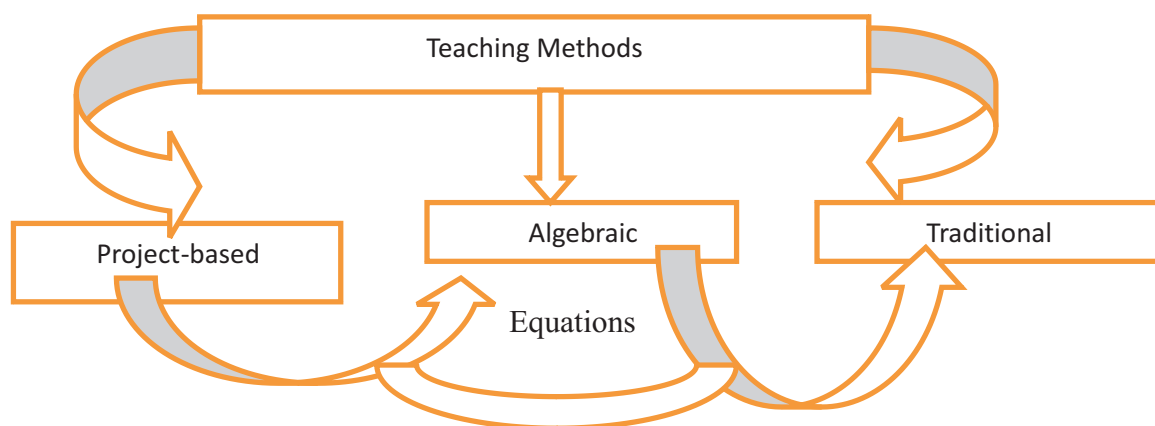 Teaching Methods
Project-based
Algebraic
Traditional
Equations